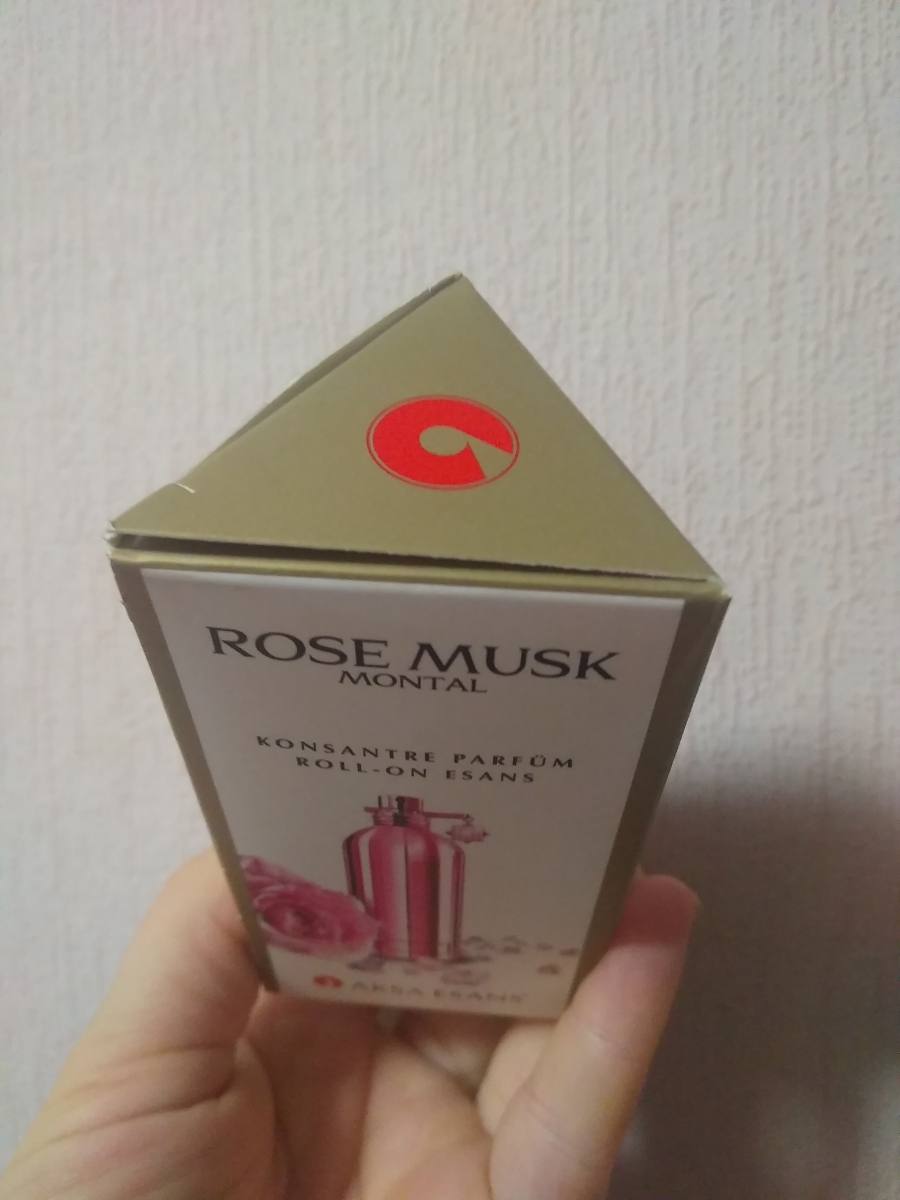 ROSE MUSK
MONTAL
KONSANTRE PARFÜM
ROLL-ON ESANS
AKSA ESANS